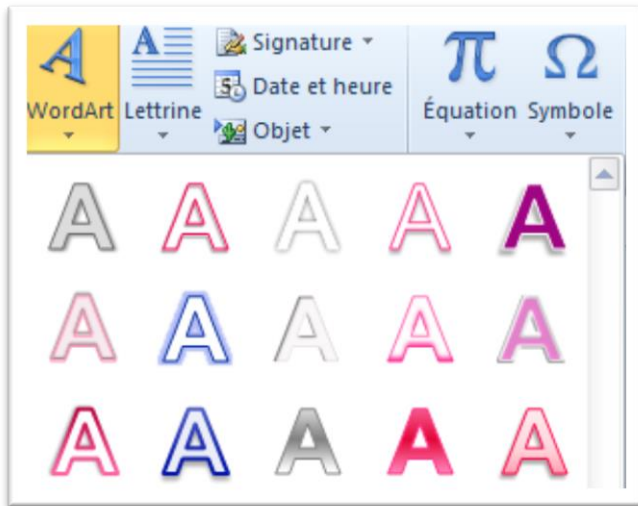 Signature
Date et heure
Objet
WordArt
Lettrine
Équation
Symbole
A A A A A
A A A A A
A A A A A